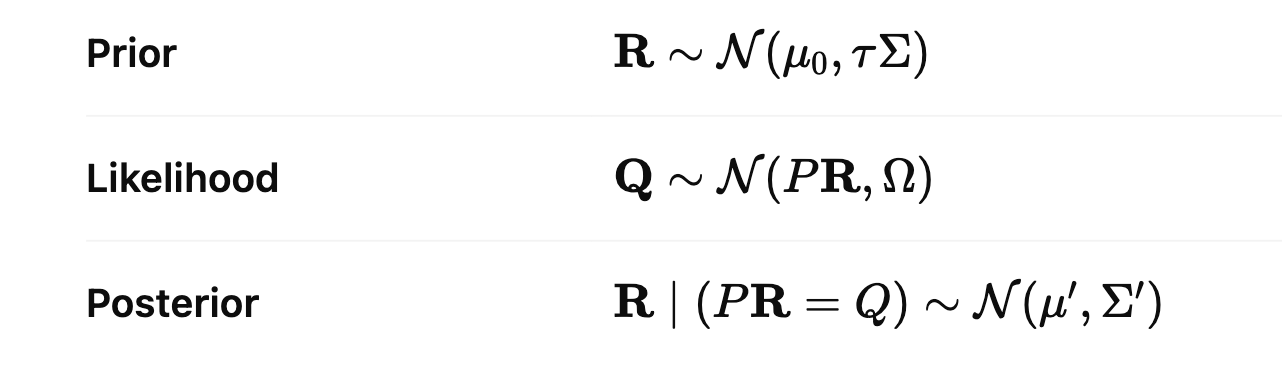 Prior R ∼ 𝒩(μ₀, τΣ)
Likelihood Q ∼ 𝒩(PR, Ω)
Posterior R | (PR = Q) ∼ 𝒩(μ′, Σ′)